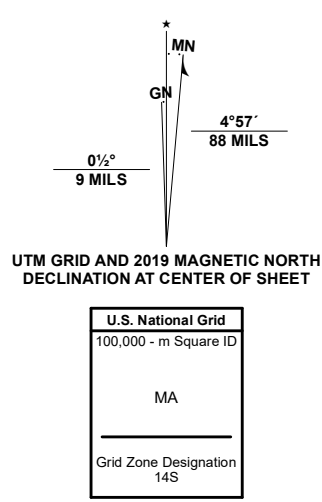 ★
MN
GN
4°57´
88 MILS
0½°
9 MILS
UTM GRID AND 2019 MAGNETIC NORTH
DECLINATION AT CENTER OF SHEET
U.S. National Grid
100,000 - m Square ID
MA
Grid Zone Designation
14S